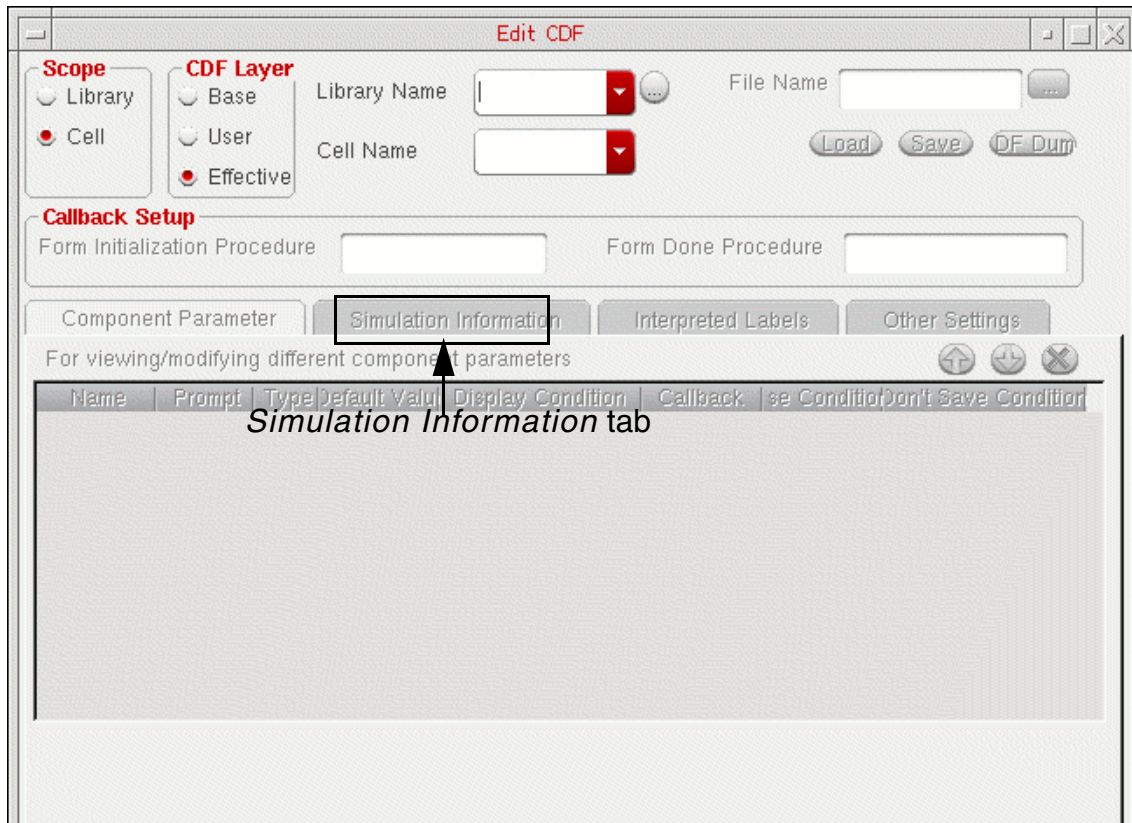 Edit CDF
Scope
Library
Cell
CDF Layer
Base
User
Effective
Library Name
...
Cell Name
File Name
...
Load Save DF Dum
Callback Setup
Form Initialization Procedure Form Done Procedure
Component Parameter Simulation Information Interpreted Labels Other Settings
For viewing/modifying different component parameters
Name Prompt Type Default Valu Display Condition Callback se Conditio Don't Save Condition
Simulation Information tab